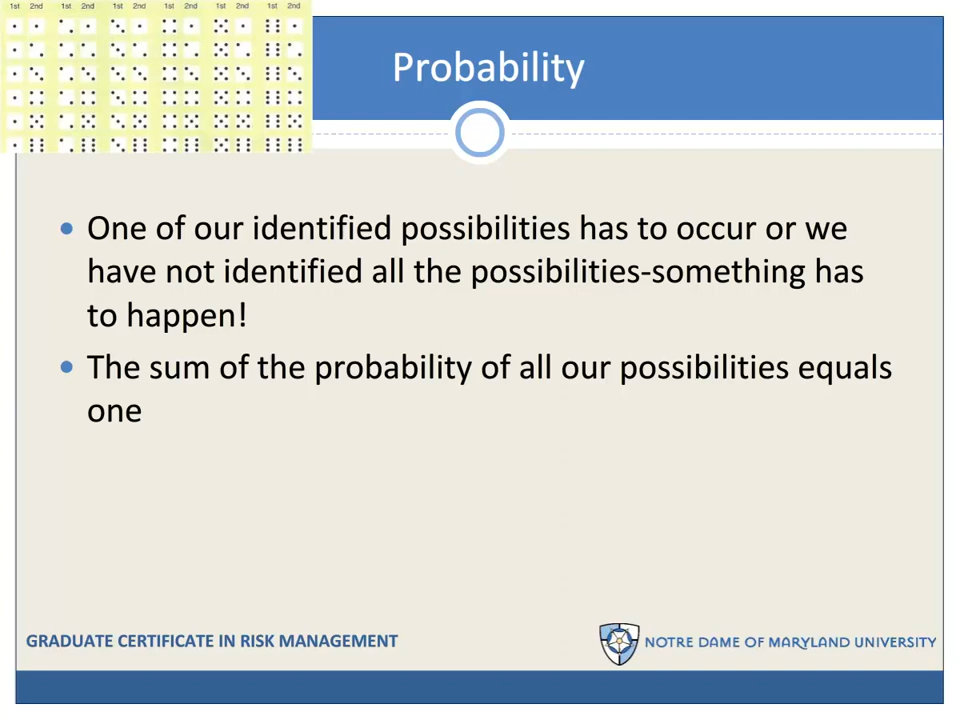 1st 2nd 1st 2nd 1st 2nd 1st 2nd 1st 2nd 1st 2nd
Probability
• One of our identified possibilities has to occur or we
have not identified all the possibilities-something has
to happen!
• The sum of the probability of all our possibilities equals
one
GRADUATE CERTIFICATE IN RISK MANAGEMENT
NOTRE DAME OF MARYLAND UNIVERSITY